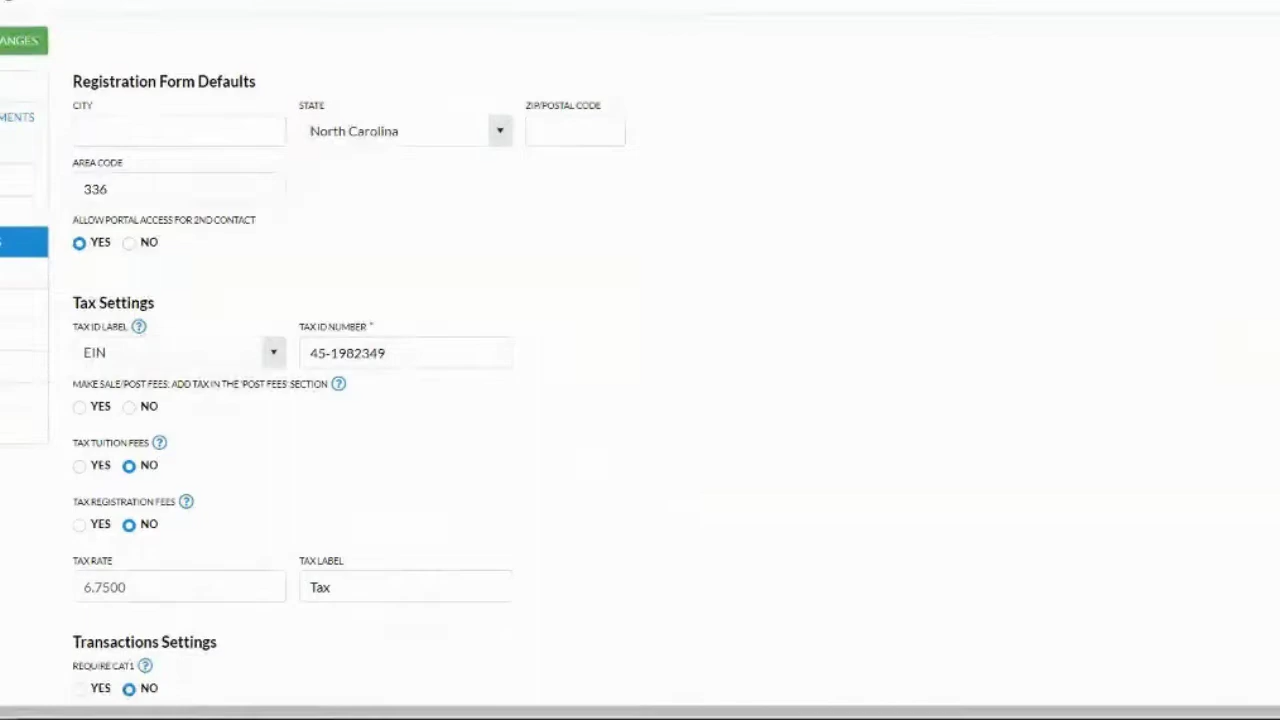 ANGES
Registration Form Defaults
CITY STATE ZIP/POSTAL CODE
MENTS
North Carolina
AREA CODE
336
ALLOW PORTAL ACCESS FOR 2ND CONTACT
YES NO
Tax Settings
TAX ID LABEL ? TAX ID NUMBER *
EIN 45-1982349
MAKE SALE/POST FEES: ADD TAX IN THE 'POST FEES' SECTION ?
YES NO
TAX TUITION FEES ?
YES NO
TAX REGISTRATION FEES ?
YES NO
TAX RATE TAX LABEL
6.7500 Tax
Transactions Settings
REQUIRE CAT1 ?
YES NO